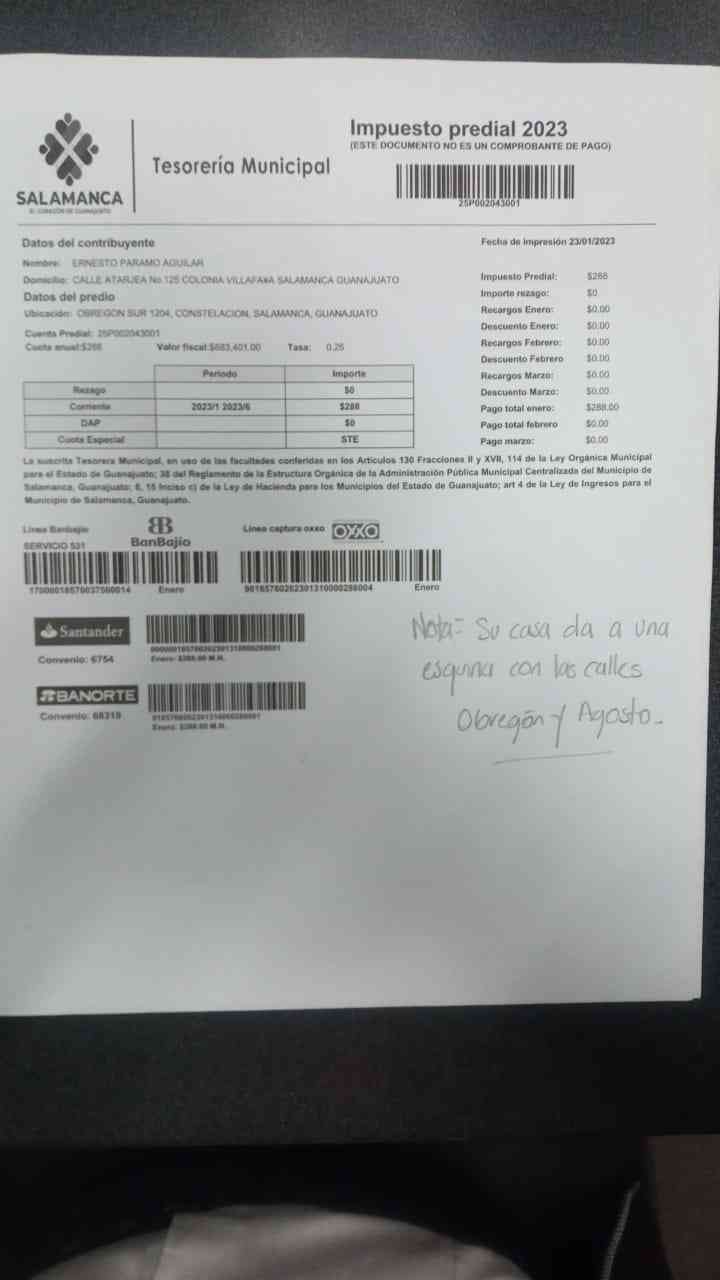 Impuesto predial 2023
(ESTE DOCUMENTO NO ES UN COMPROBANTE DE PAGO)
Tesorería Municipal
SALAMANCA
EL CORAZÓN DE GUANAJUATO
25P002043001
Datos del contribuyente
Fecha de impresión 23/01/2023
Nombre: ERNESTO PARAMO AGUILAR
Domicilio: CALLE ATARJEA No 125 COLONIA SALAMANCA GUANAJUATO
Datos del predio
Ubicación: OBREGON SUR 1204, CONSTELACION, SALAMANCA, GUANAJUATO
Cuenta Predial: 25P002043001
Cuota anual:$288 Valor fiscal:$683,401.00 Tasa: 0.25
Impuesto Predial: $288
Importe rezago: $0
Recargos Enero: $0.00
Descuento Enero: $0.00
Recargos Febrero: $0.00
Descuento Febrero $0.00
Recargos Marzo: $0.00
Descuento Marzo: $0.00
Pago total enero: $288.00
Pago total febrero $0.00
Pago marzo: $0.00
Periodo Importe
Rezago $0
Corriente 2023/1 2023/6 $288
DAP $0
Cuota Especial STE
La suscrita Tesorera Municipal, en uso de las facultades conferidas en los Artículos 130 Fracciones II y XVII, 114 de la Ley Orgánica Municipal
para el Estado de Guanajuato; 38 del Reglamento de la Estructura Orgánica de la Administración Pública Municipal Centralizada del Municipio de
Salamanca, Guanajuato; 6, 15 Inciso c) de la Ley de Hacienda para los Municipios del Estado de Guanajuato; art 4 de la Ley de Ingresos para el
Municipio de Salamanca, Guanajuato.
Línea Banbajío
SERVICIO 531
BanBajío
Línea captura oxxo OXXO
Enero
Enero
Santander
Convenio: 6754
Enero: $288.00 M.N.
BANORTE
Convenio: 68319
Enero: $288.00 M.N.
Nota= Su casa da a una
esquina con las calles
Obregón y Agosto.